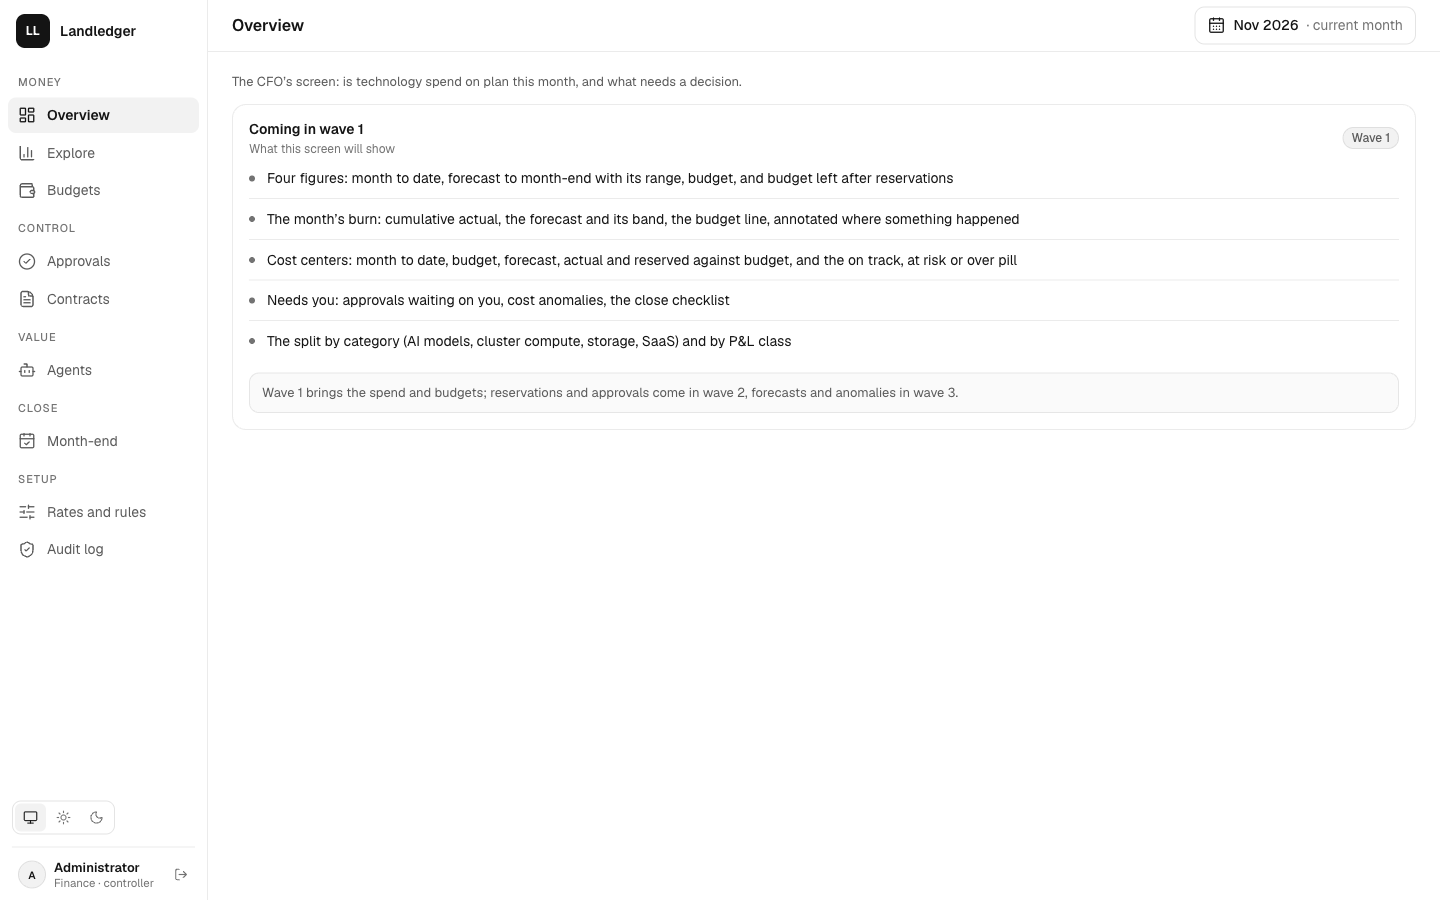 LL
Landledger
MONEY
Overview
Explore
Budgets
CONTROL
Approvals
Contracts
VALUE
Agents
CLOSE
Month-end
SETUP
Rates and rules
Audit log
A
Administrator
Finance · controller
Overview
Nov 2026 · current month
The CFO's screen: is technology spend on plan this month, and what needs a decision.
Coming in wave 1
What this screen will show
Wave 1
Four figures: month to date, forecast to month-end with its range, budget, and budget left after reservations
The month's burn: cumulative actual, the forecast and its band, the budget line, annotated where something happened
Cost centers: month to date, budget, forecast, actual and reserved against budget, and the on track, at risk or over pill
Needs you: approvals waiting on you, cost anomalies, the close checklist
The split by category (AI models, cluster compute, storage, SaaS) and by P&L class
Wave 1 brings the spend and budgets; reservations and approvals come in wave 2, forecasts and anomalies in wave 3.